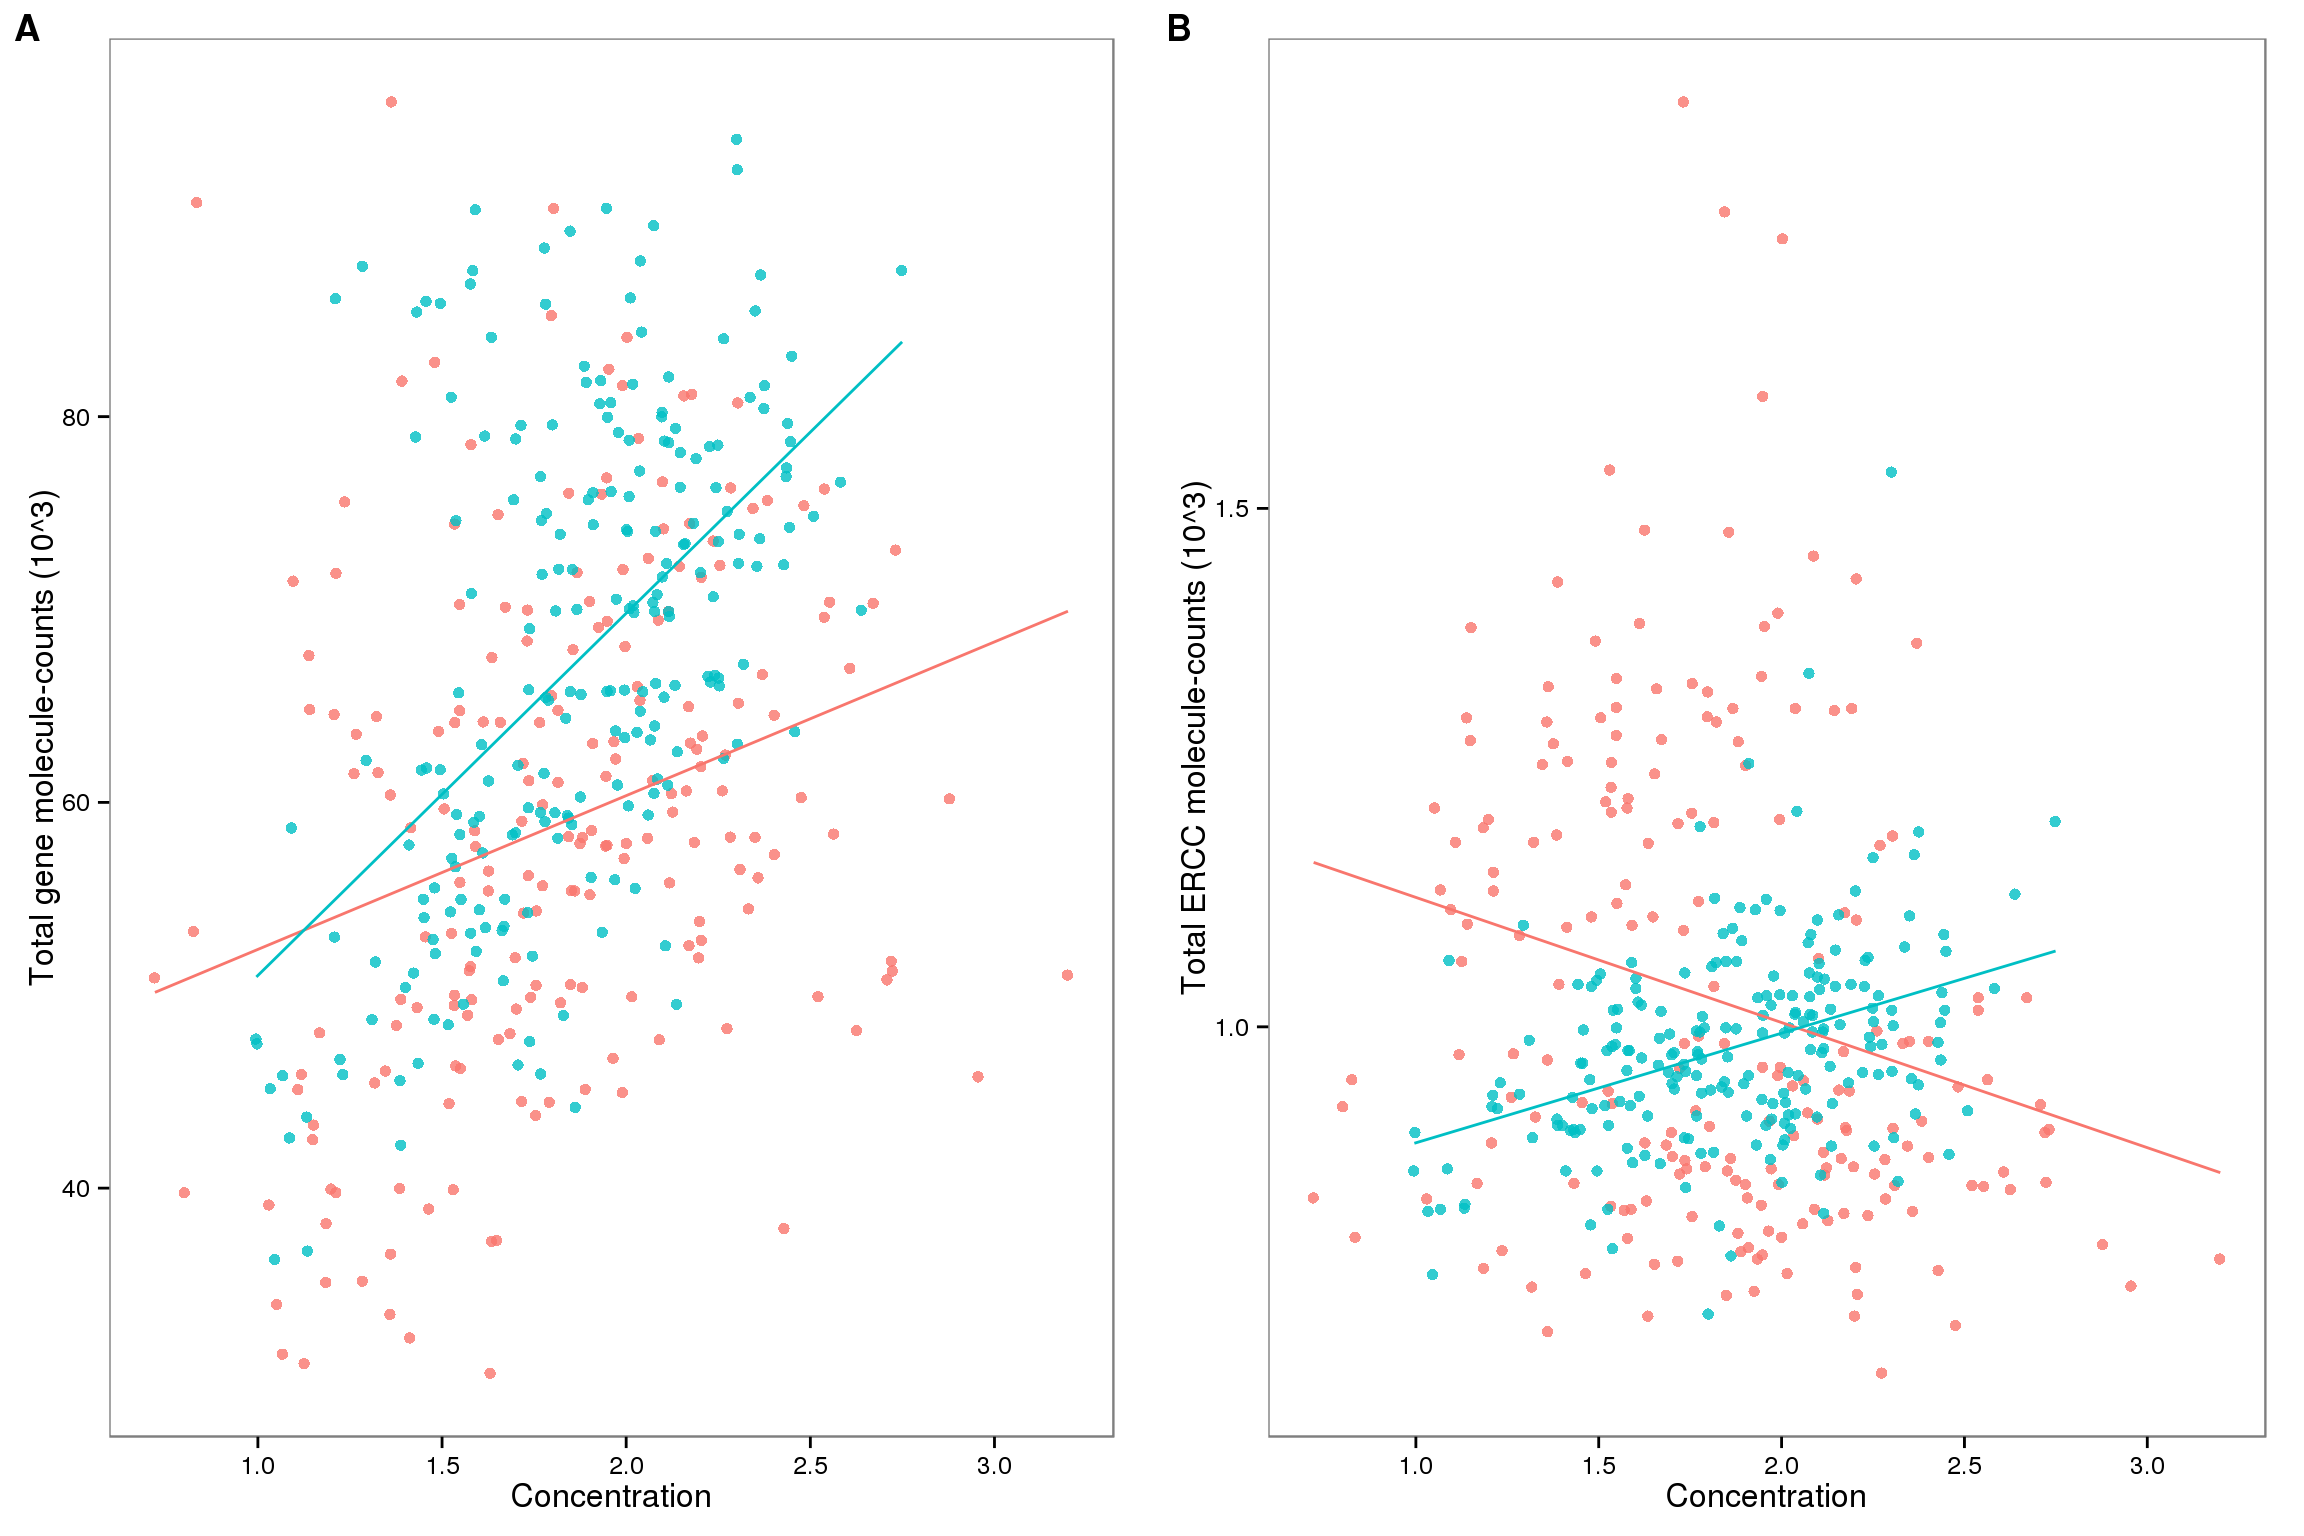 A
Total gene molecule-counts (10^3)
80
60
40
1.0 1.5 2.0 2.5 3.0
Concentration
B
Total ERCC molecule-counts (10^3)
1.5
1.0
1.0 1.5 2.0 2.5 3.0
Concentration